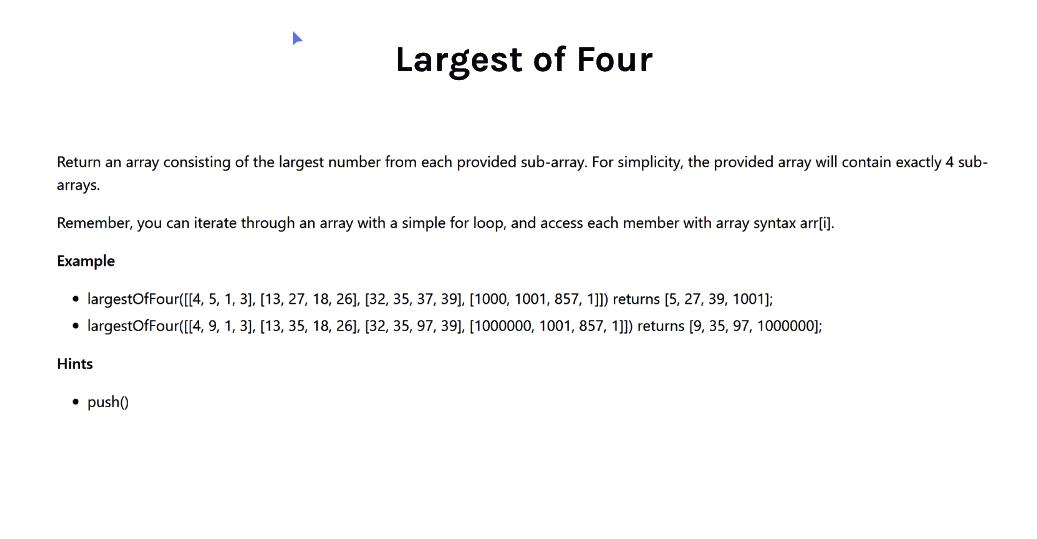 Largest of Four
Return an array consisting of the largest number from each provided sub-array. For simplicity, the provided array will contain exactly 4 sub-
arrays.
Remember, you can iterate through an array with a simple for loop, and access each member with array syntax arr[i].
Example
• largestOfFour([[4, 5, 1, 3], [13, 27, 18, 26], [32, 35, 37, 39], [1000, 1001, 857, 1]]) returns [5, 27, 39, 1001];
• largestOfFour([[4, 9, 1, 3], [13, 35, 18, 26], [32, 35, 97, 39], [1000000, 1001, 857, 1]]) returns [9, 35, 97, 1000000];
Hints
• push()